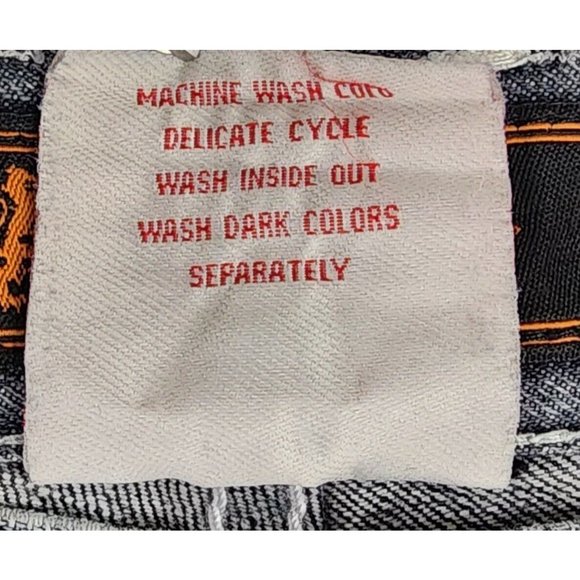 MACHINE WASH COLD
DELICATE CYCLE
WASH INSIDE OUT
WASH DARK COLORS
SEPARATELY